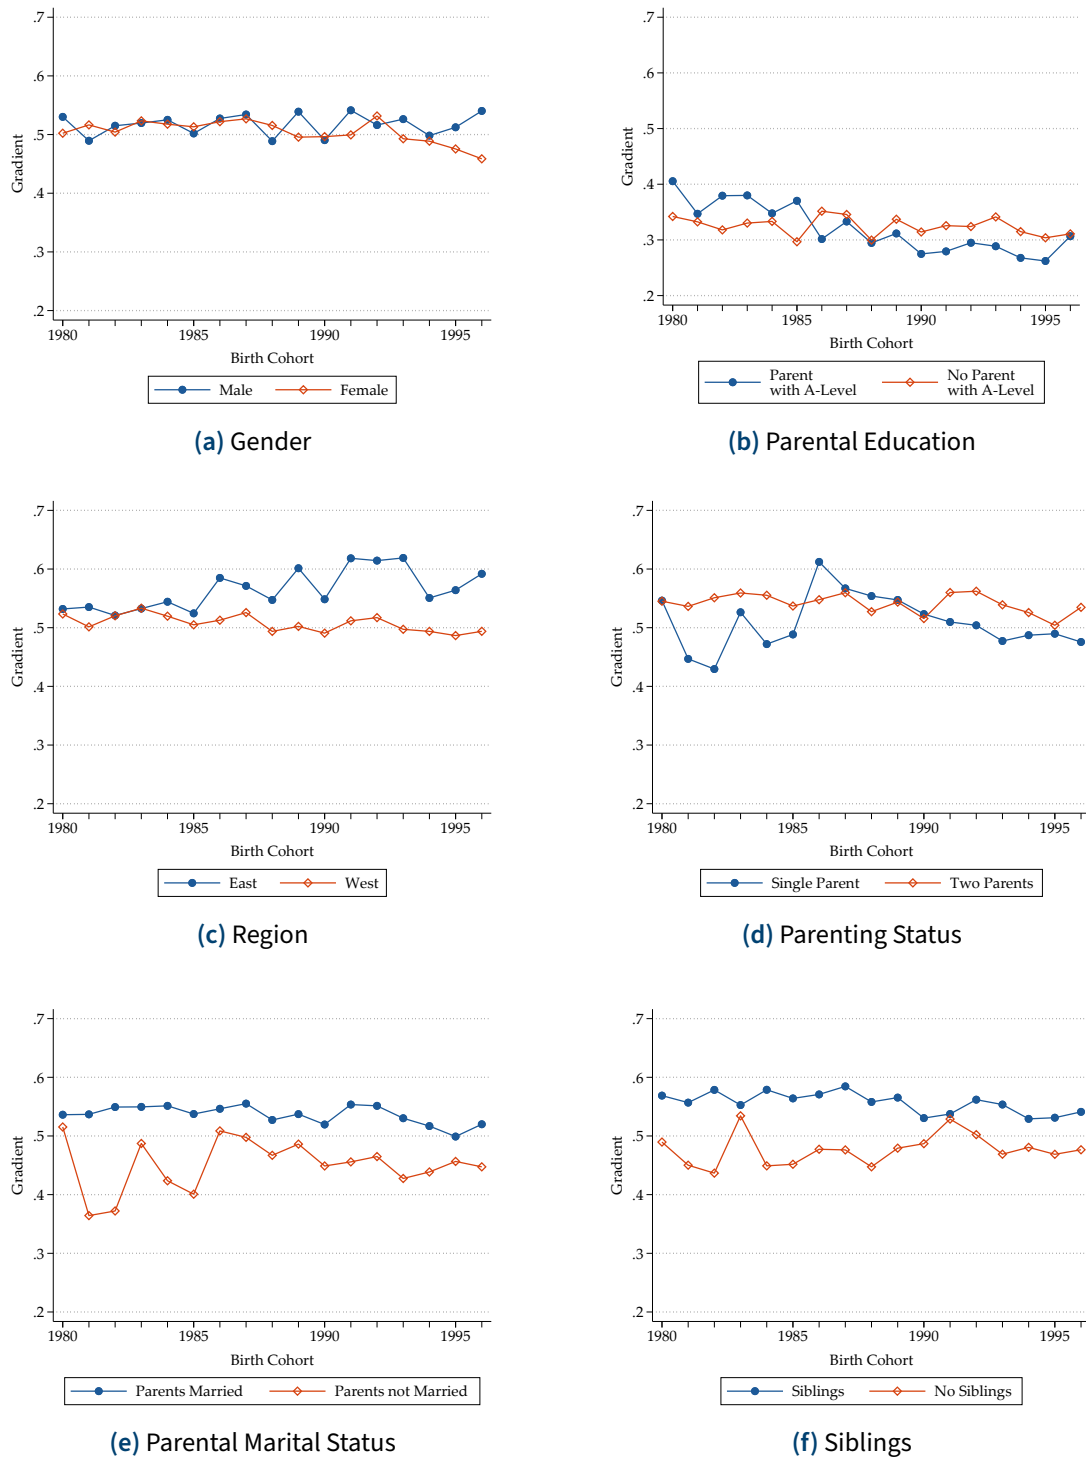 .7
.6
.5
.4
.3
.2
Gradient
1980 1985 1990 1995
Birth Cohort
Male Female
(a) Gender
.7
.6
.5
.4
.3
.2
Gradient
1980 1985 1990 1995
Birth Cohort
Parent
with A-Level
No Parent
with A-Level
(b) Parental Education
.7
.6
.5
.4
.3
.2
Gradient
1980 1985 1990 1995
Birth Cohort
East West
(c) Region
.7
.6
.5
.4
.3
.2
Gradient
1980 1985 1990 1995
Birth Cohort
Single Parent Two Parents
(d) Parenting Status
.7
.6
.5
.4
.3
.2
Gradient
1980 1985 1990 1995
Birth Cohort
Parents Married Parents not Married
(e) Parental Marital Status
.7
.6
.5
.4
.3
.2
Gradient
1980 1985 1990 1995
Birth Cohort
Siblings No Siblings
(f) Siblings